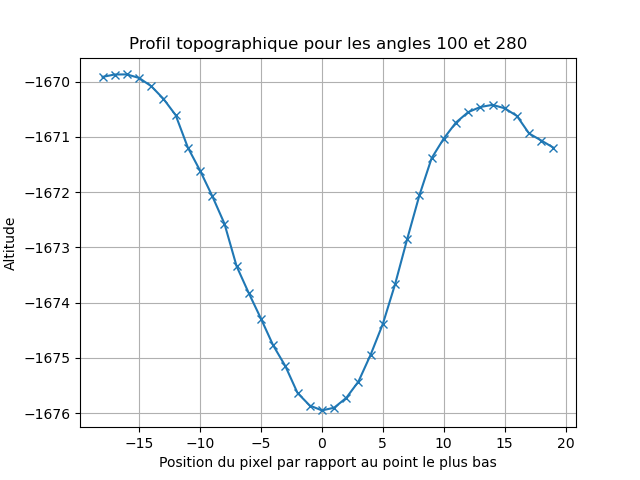 Profil topographique pour les angles 100 et 280
−1670
−1671
−1672
−1673
−1674
−1675
−1676
Altitude
−15 −10 −5 0 5 10 15 20
Position du pixel par rapport au point le plus bas